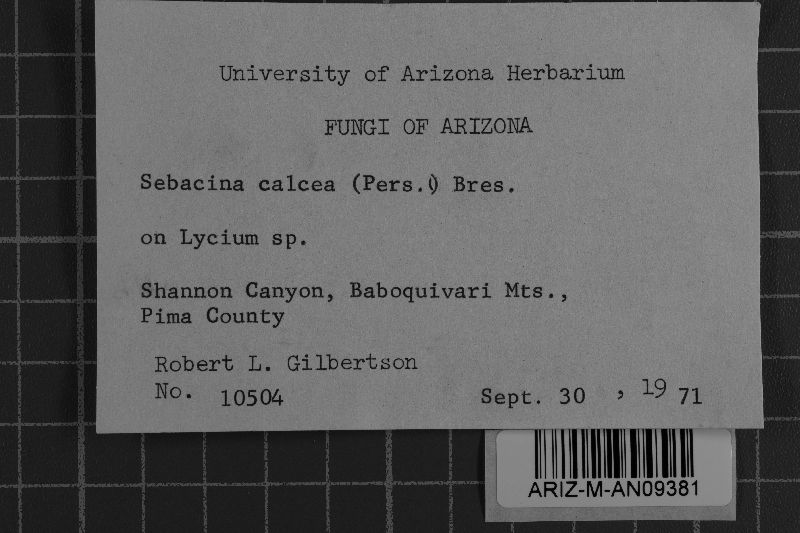 University of Arizona Herbarium
FUNGI OF ARIZONA
Sebacina calcea (Pers.) Bres.
on Lycium sp.
Shannon Canyon, Baboquivari Mts.,
Pima County
Robert L. Gilbertson
No. 10504 Sept. 30 , 19 71
ARIZ-M-AN09381